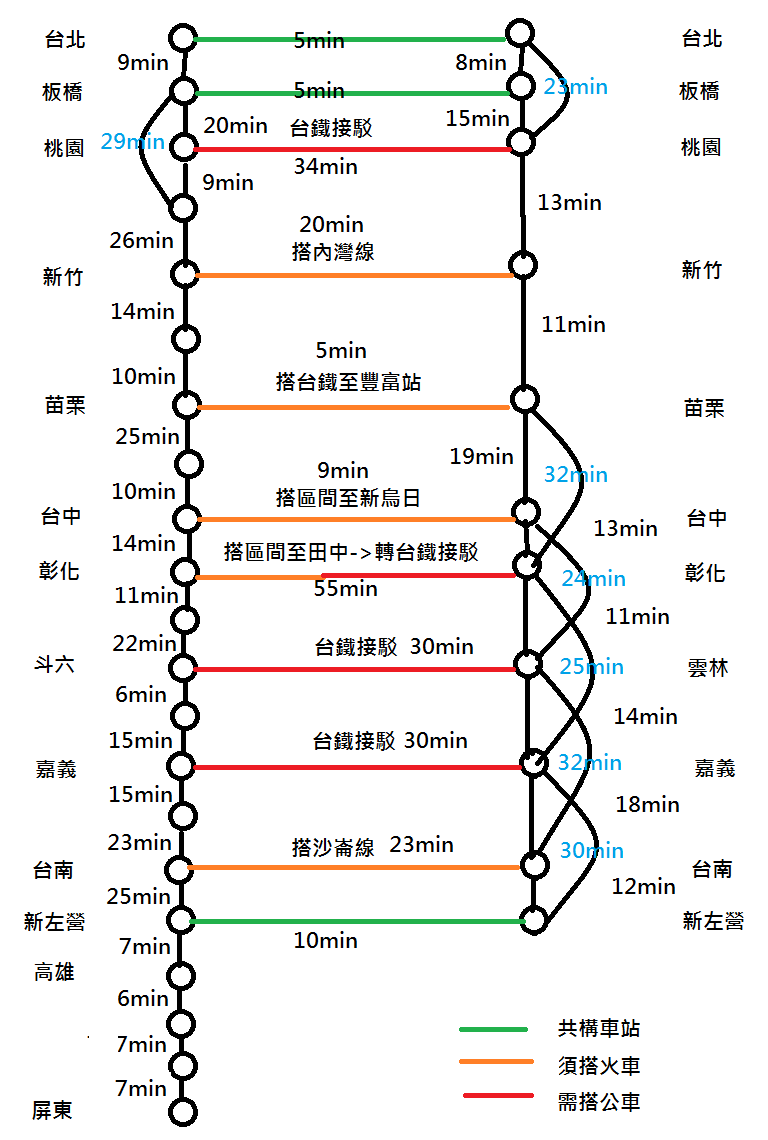 台北 5min 台北
9min 8min
板橋 5min 23min 板橋
20min 台鐵接駁 15min
桃園 29min 桃園
34min
9min 13min
20min
26min 搭內灣線
新竹 新竹
14min 11min
5min
10min 搭台鐵至豐富站
苗栗 苗栗
25min 19min
9min 32min
10min 搭區間至新烏日
台中 台中
14min 搭區間至田中->轉台鐵接駁 13min
彰化 24min 彰化
11min 55min 11min
22min 台鐵接駁 30min
斗六 25min 雲林
6min 14min
15min 台鐵接駁 30min
嘉義 32min 嘉義
15min 18min
23min 搭沙崙線 23min 30min
台南 台南
25min 12min
新左營 新左營
7min 10min
高雄
6min
共構車站
7min
須搭火車
7min
需搭公車
屏東